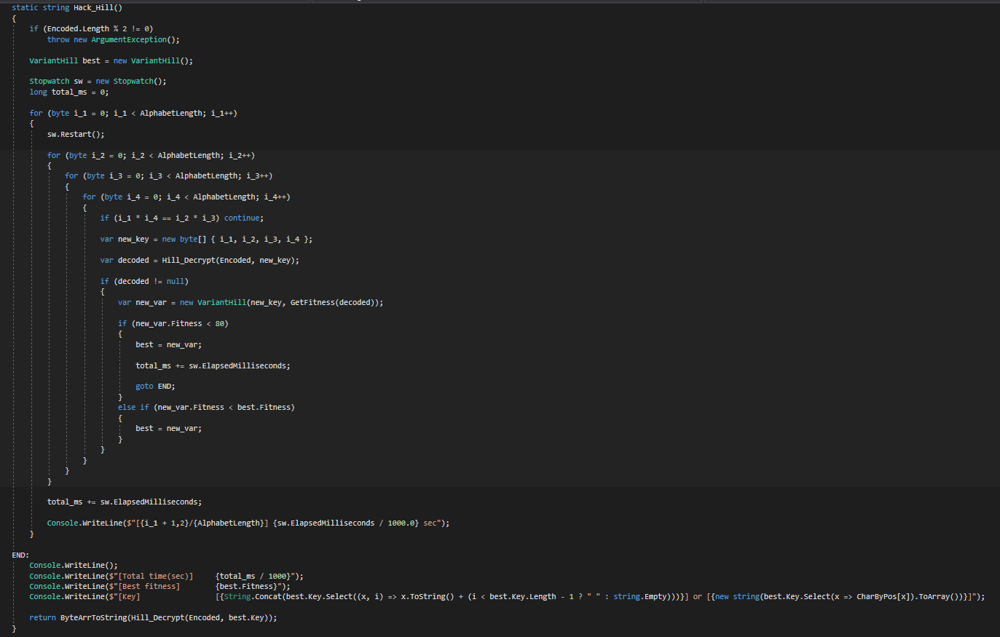 static string Hack_Hill()
{
if (Encoded.Length % 2 != 0)
throw new ArgumentException();
VariantHill best = new VariantHill();
Stopwatch sw = new Stopwatch();
long total_ms = 0;
for (byte i_1 = 0; i_1 < AlphabetLength; i_1++)
{
sw.Restart();
for (byte i_2 = 0; i_2 < AlphabetLength; i_2++)
{
for (byte i_3 = 0; i_3 < AlphabetLength; i_3++)
{
for (byte i_4 = 0; i_4 < AlphabetLength; i_4++)
{
if (i_1 * i_4 == i_2 * i_3) continue;
var new_key = new byte[] { i_1, i_2, i_3, i_4 };
var decoded = Hill_Decrypt(Encoded, new_key);
if (decoded != null)
{
var new_var = new VariantHill(new_key, GetFitness(decoded));
if (new_var.Fitness < 80)
{
best = new_var;
total_ms += sw.ElapsedMilliseconds;
goto END;
}
else if (new_var.Fitness < best.Fitness)
{
best = new_var;
}
}
}
}
}
total_ms += sw.ElapsedMilliseconds;
Console.WriteLine($"[{i_1 + 1,2}/{AlphabetLength}] {sw.ElapsedMilliseconds / 1000.0} sec");
}
END:
Console.WriteLine();
Console.WriteLine($"[Total time(sec)]     {total_ms / 1000}");
Console.WriteLine($"[Best fitness]        {best.Fitness}");
Console.WriteLine($"[Key]                 [{String.Concat(best.Key.Select((x, i) => x.ToString() + (i < best.Key.Length - 1 ? " " : string.Empty)))}] or [{new string(best.Key.Select(x => CharByPos[x]).ToArray())}]");
return ByteArrToString(Hill_Decrypt(Encoded, best.Key));
}